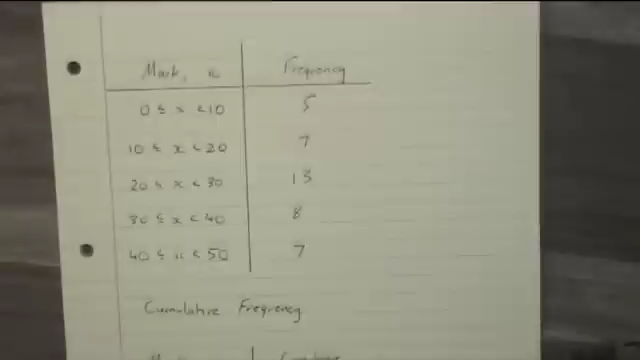 Mark, x Frequency
0 ≤ x < 10 5
10 ≤ x < 20 7
20 ≤ x < 30 13
30 ≤ x < 40 8
40 ≤ x < 50 7
Cumulative Frequency